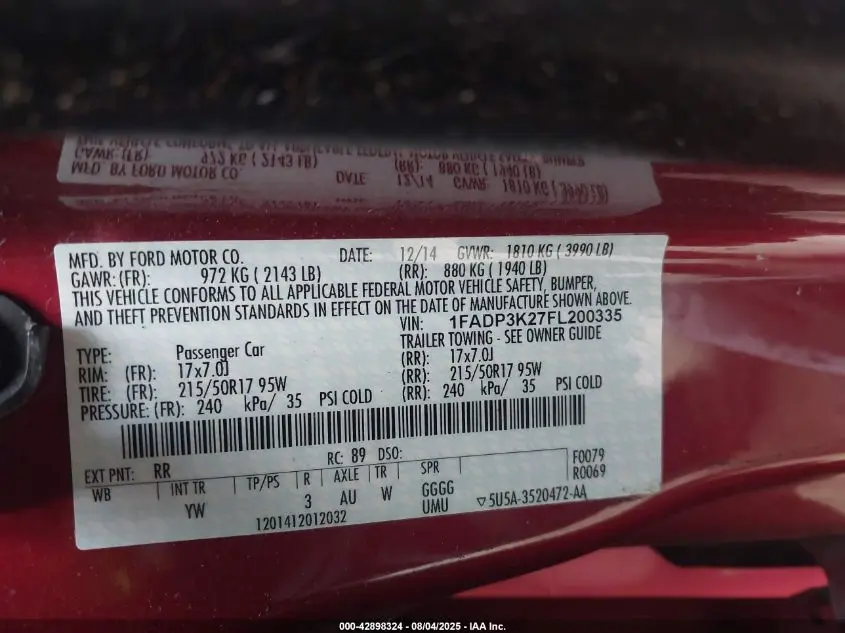 MFD. BY FORD MOTOR CO. DATE: 12/14 GVWR: 1810 KG ( 3990 LB)
GAWR: (FR): 972 KG ( 2143 LB) (RR): 880 KG ( 1940 LB)
THIS VEHICLE CONFORMS TO ALL APPLICABLE FEDERAL MOTOR VEHICLE SAFETY, BUMPER,
AND THEFT PREVENTION STANDARDS IN EFFECT ON THE DATE OF MANUFACTURE SHOWN ABOVE.
VIN: 1FADP3K27FL200335
TYPE: Passenger Car TRAILER TOWING - SEE OWNER GUIDE
RIM: (FR): 17x7.0J (RR): 17x7.0J
TIRE: (FR): 215/50R17 95W (RR): 215/50R17 95W
PRESSURE: (FR): 240 kPa/ 35 PSI COLD (RR): 240 kPa/ 35 PSI COLD
EXT PNT: RR RC: 89 DSO: F0079
R0069
WB INT TR TP/PS R AXLE TR SPR
YW 3 AU W GGGG
UMU
1201412012032 ▽5U5A-3520472-AA
000-42898324 - 08/04/2025 - IAA Inc.